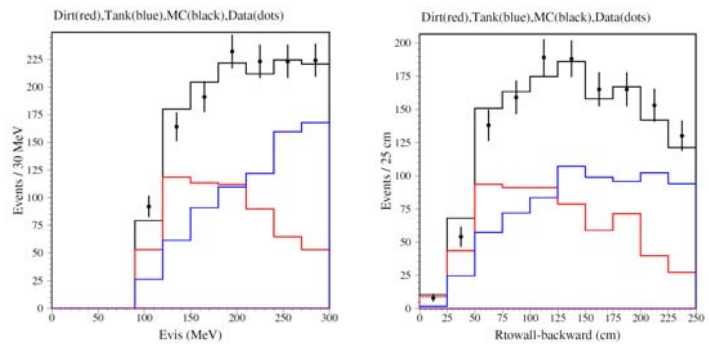 Dirt(red),Tank(blue),MC(black),Data(dots)
Events / 30 MeV
225
200
175
150
125
100
75
50
25
0
0 50 100 150 200 250 300
Evis (MeV)
Dirt(red),Tank(blue),MC(black),Data(dots)
Events / 25 cm
200
175
150
125
100
75
50
25
0
0 25 50 75 100 125 150 175 200 225 250
Rtowall-backward (cm)